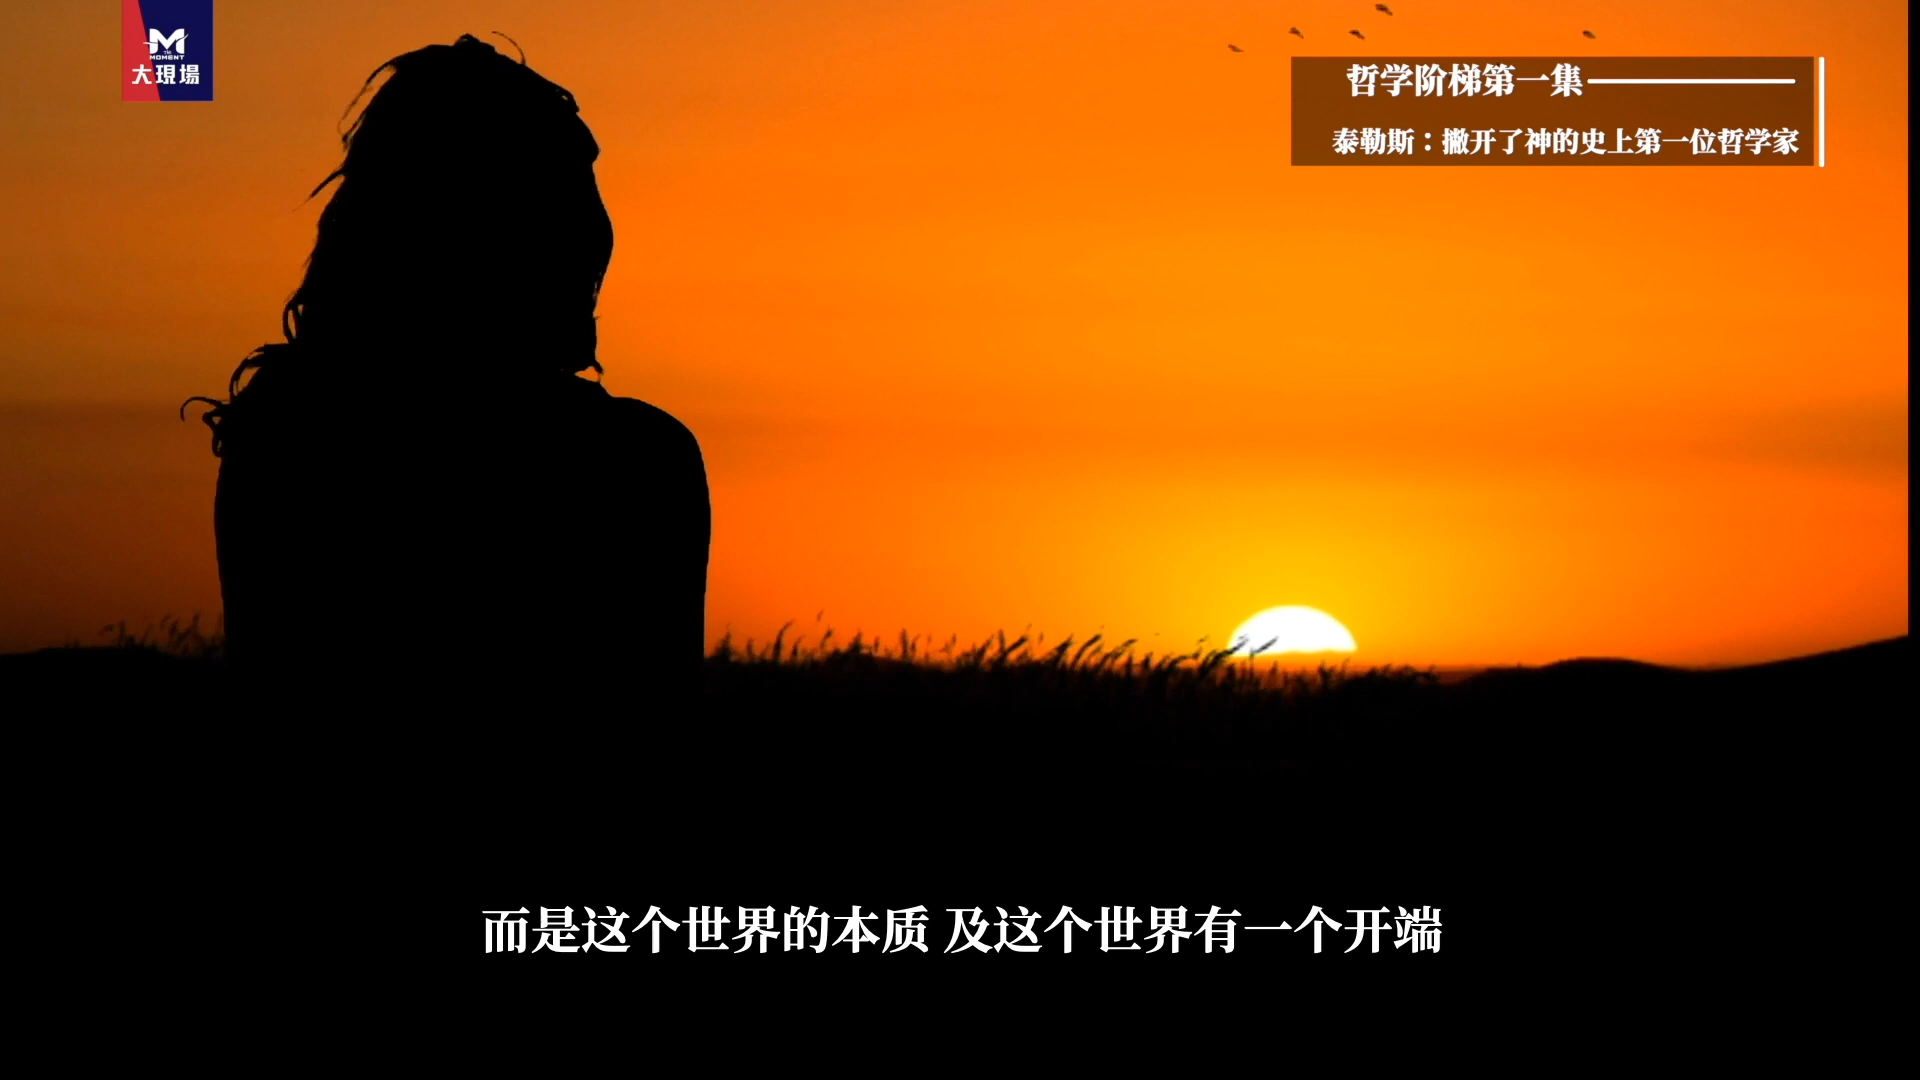 M
THE
MOMENT
大現場
哲学阶梯第一集
泰勒斯：撇开了神的史上第一位哲学家
而是这个世界的本质 及这个世界有一个开端